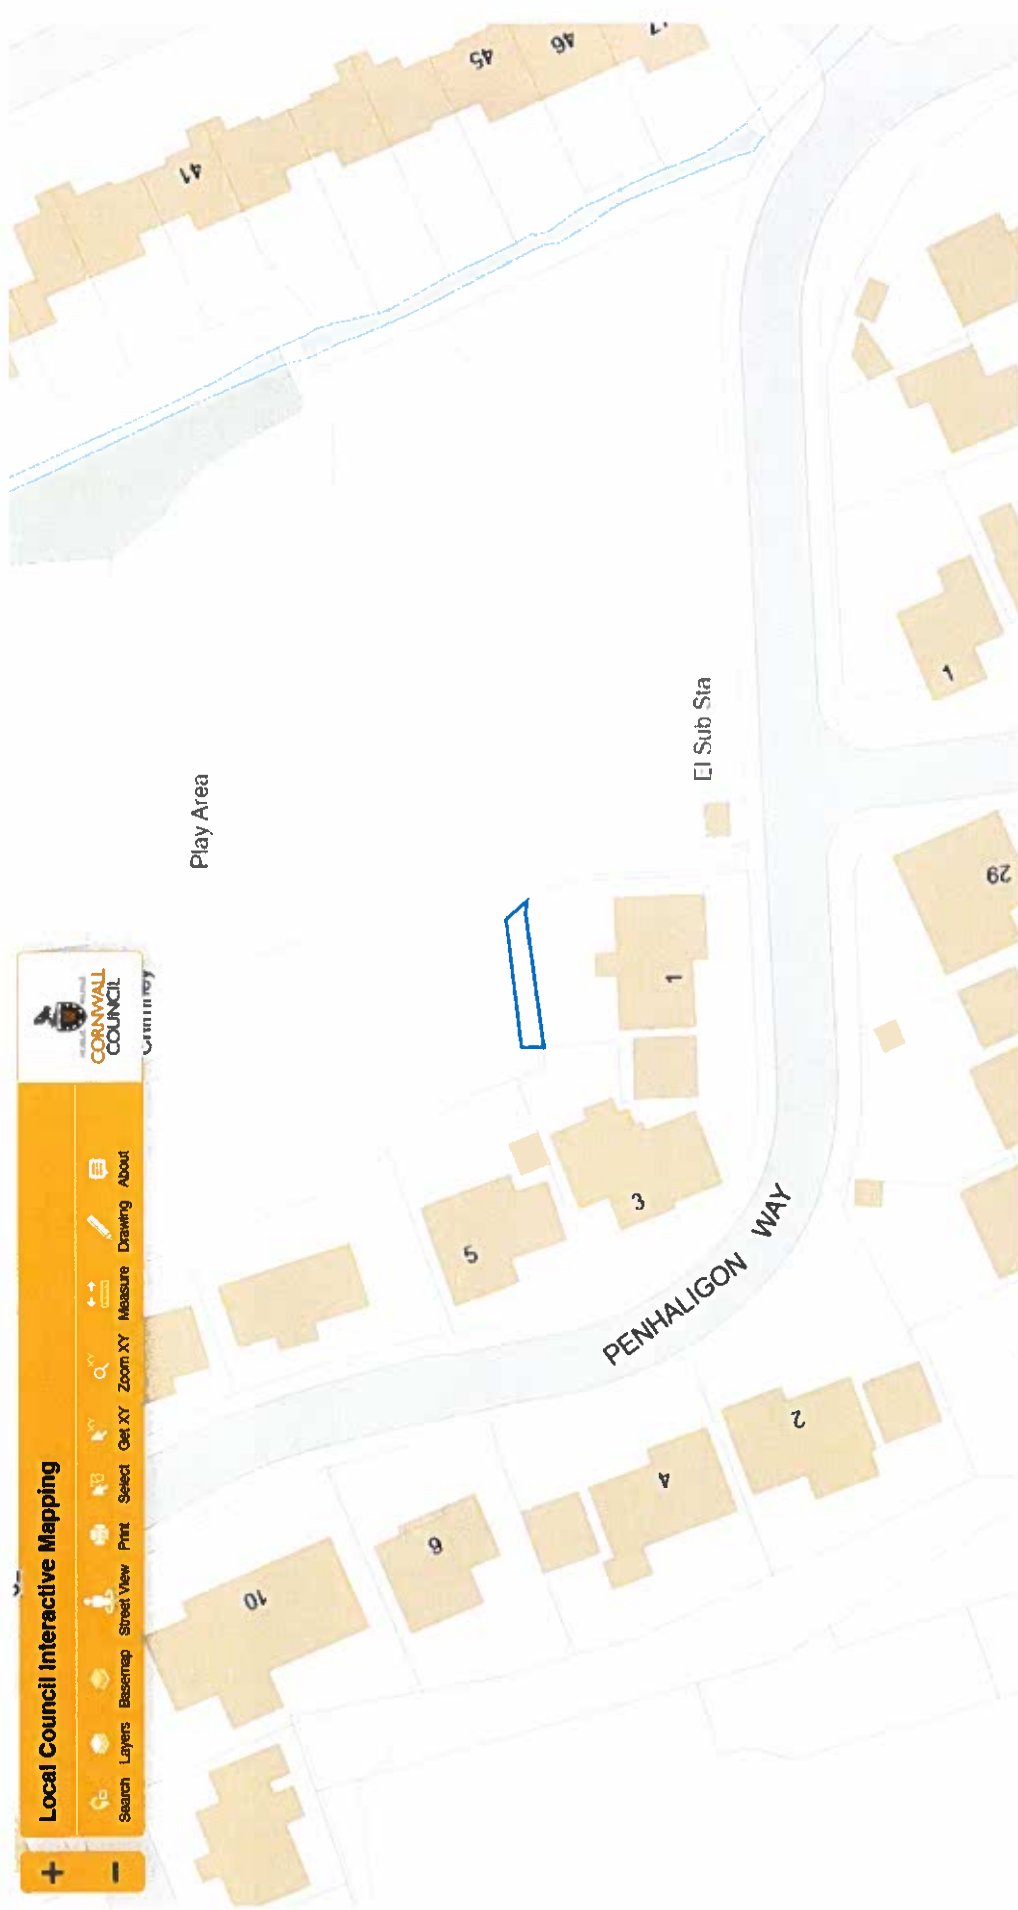 Local Council Interactive Mapping
+
−
Search Layers Basemap Street View Print Select Get XY Zoom XY Measure Drawing About
CORNWALL
COUNCIL
Play Area
El Sub Sta
PENHALIGON WAY
41
45
46
1
1
29
3
5
2
4
6
10